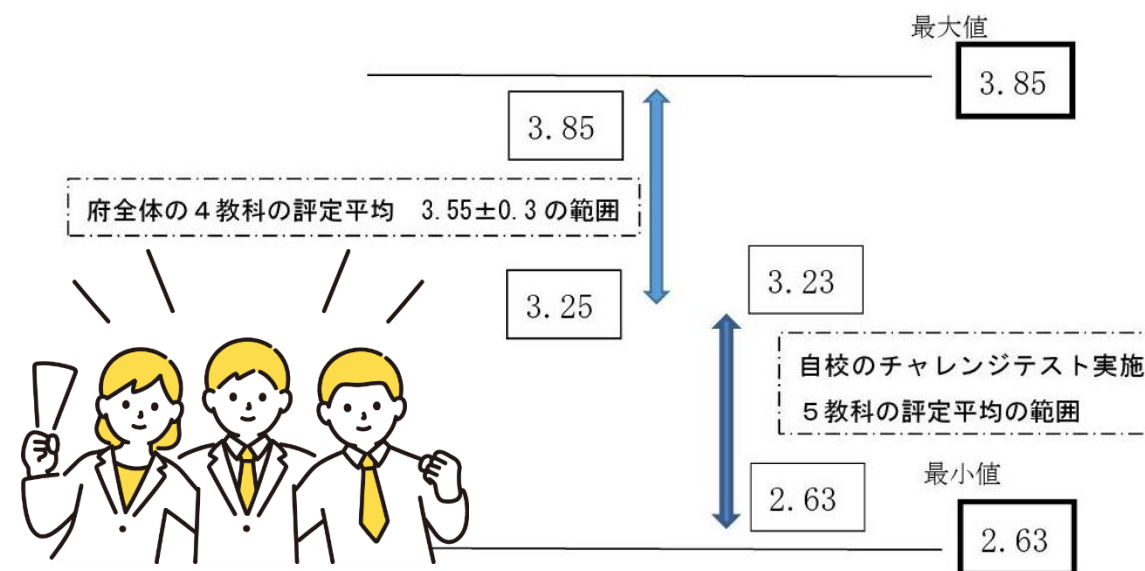 最大値
3.85
3.85
府全体の４教科の評定平均　3.55±0.3の範囲
3.25
3.23
自校のチャレンジテスト実施
５教科の評定平均の範囲
2.63
最小値
2.63